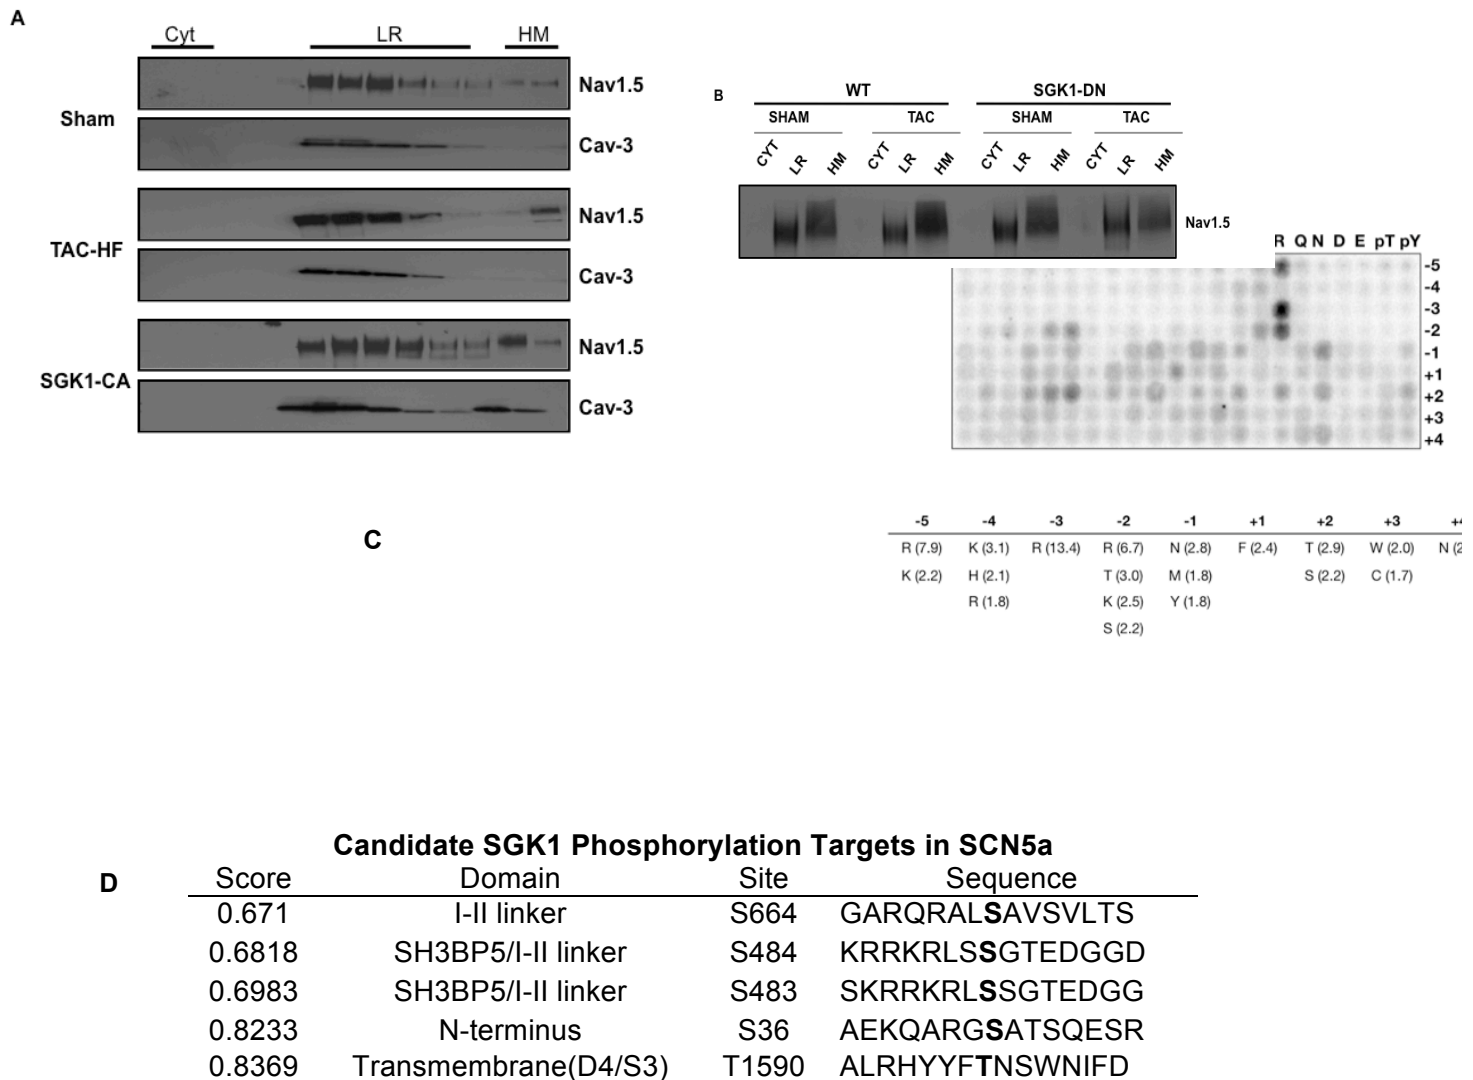 A
Cyt LR HM
Sham
Nav1.5
Cav-3
TAC-HF
Nav1.5
Cav-3
SGK1-CA
Nav1.5
Cav-3
B
WT SGK1-DN
SHAM TAC SHAM TAC
CYT LR HM CYT LR HM CYT LR HM CYT LR HM
Nav1.5
R Q N D E pT pY
-5
-4
-3
-2
-1
+1
+2
+3
+4
C
-5 -4 -3 -2 -1 +1 +2 +3 +4
R (7.9) K (3.1) R (13.4) R (6.7) N (2.8) F (2.4) T (2.9) W (2.0) N (2
K (2.2) H (2.1) T (3.0) M (1.8) S (2.2) C (1.7)
R (1.8) K (2.5) Y (1.8)
S (2.2)
Candidate SGK1 Phosphorylation Targets in SCN5a
D
Score Domain Site Sequence
0.671 I-II linker S664 GARQRALSAVSVLTS
0.6818 SH3BP5/I-II linker S484 KRRKRLSSGTEDGGD
0.6983 SH3BP5/I-II linker S483 SKRRKRLSSGTEDGG
0.8233 N-terminus S36 AEKQARGSATSQESR
0.8369 Transmembrane(D4/S3) T1590 ALRHYYFTNSWNIFD